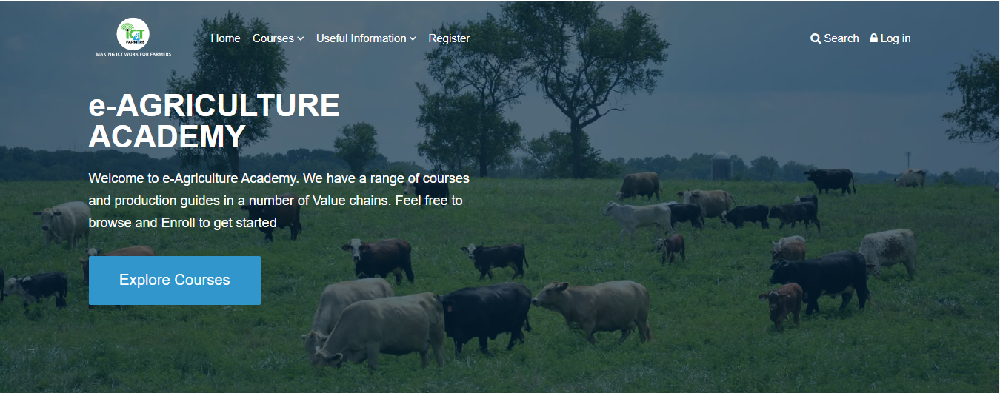 iCT
FARMERS
MAKING ICT WORK FOR FARMERS
Home
Courses
Useful Information
Register
Search
Log in
e-AGRICULTURE
ACADEMY
Welcome to e-Agriculture Academy. We have a range of courses
and production guides in a number of Value chains. Feel free to
browse and Enroll to get started
Explore Courses